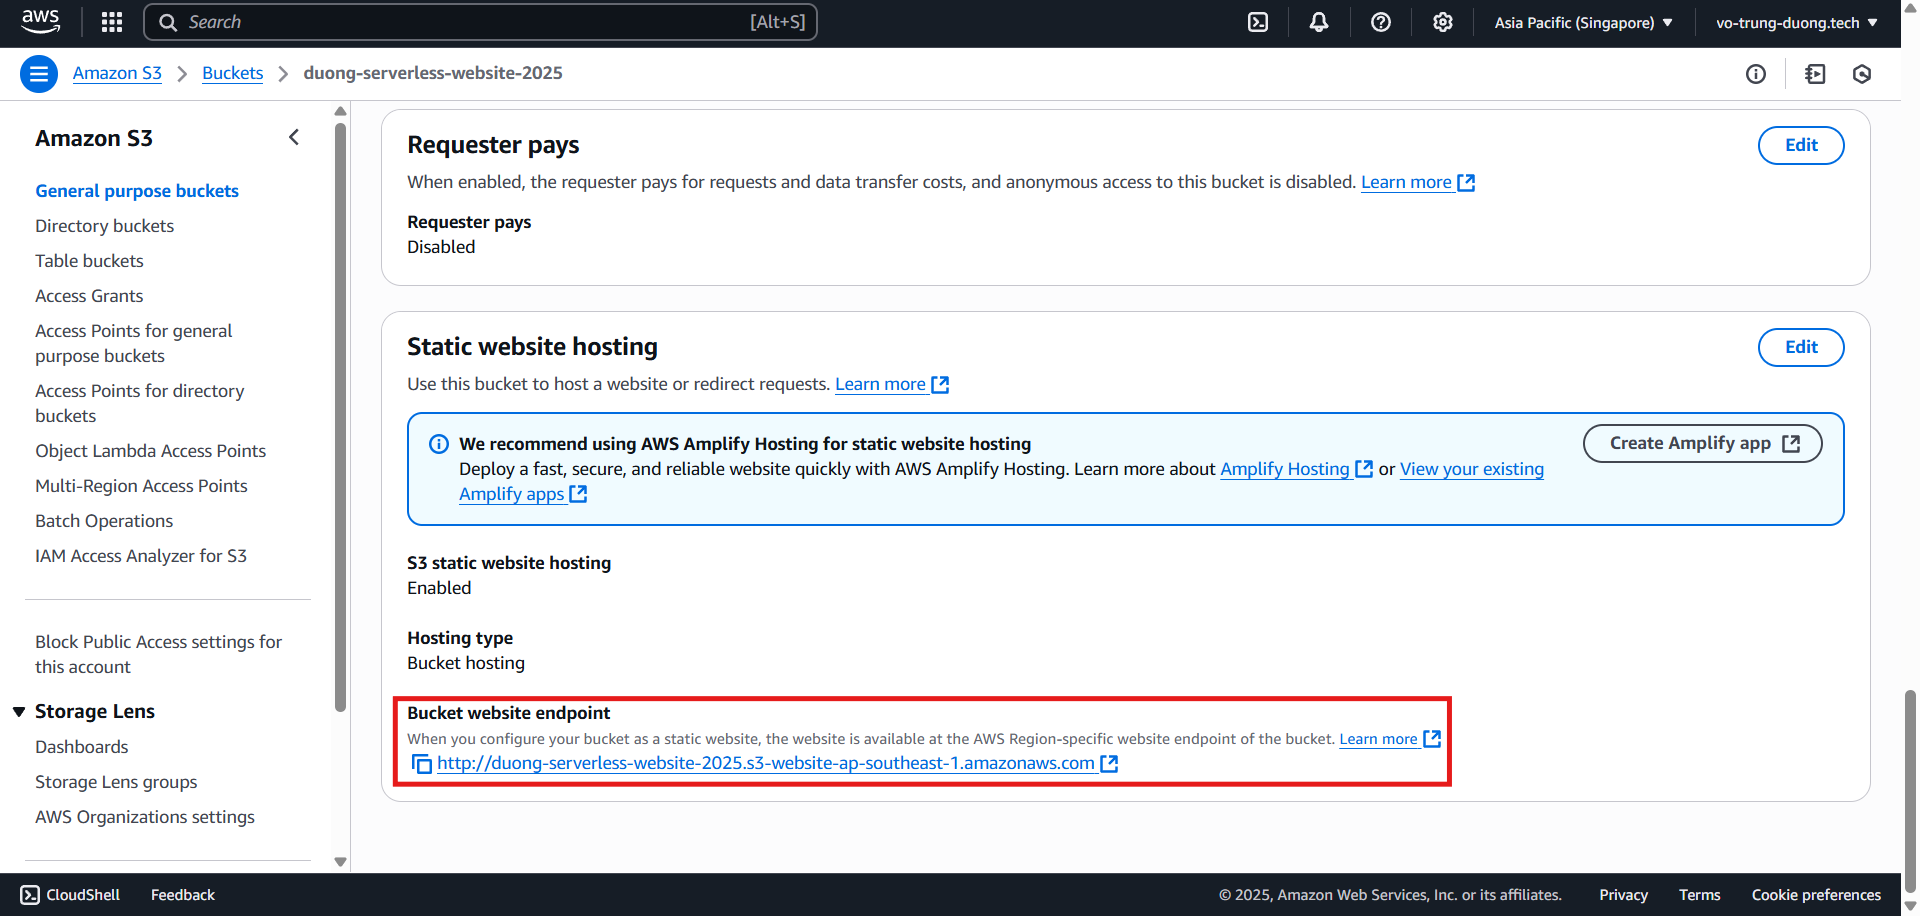 aws
Search
[Alt+S]
Asia Pacific (Singapore)
vo-trung-duong.tech
Amazon S3
Buckets
duong-serverless-website-2025
Amazon S3
General purpose buckets
Directory buckets
Table buckets
Access Grants
Access Points for general
purpose buckets
Access Points for directory
buckets
Object Lambda Access Points
Multi-Region Access Points
Batch Operations
IAM Access Analyzer for S3
Block Public Access settings for
this account
Storage Lens
Dashboards
Storage Lens groups
AWS Organizations settings
Requester pays
Edit
When enabled, the requester pays for requests and data transfer costs, and anonymous access to this bucket is disabled. Learn more
Requester pays
Disabled
Static website hosting
Edit
Use this bucket to host a website or redirect requests. Learn more
We recommend using AWS Amplify Hosting for static website hosting
Create Amplify app
Deploy a fast, secure, and reliable website quickly with AWS Amplify Hosting. Learn more about Amplify Hosting or View your existing
Amplify apps
S3 static website hosting
Enabled
Hosting type
Bucket hosting
Bucket website endpoint
When you configure your bucket as a static website, the website is available at the AWS Region-specific website endpoint of the bucket. Learn more
http://duong-serverless-website-2025.s3-website-ap-southeast-1.amazonaws.com
CloudShell
Feedback
© 2025, Amazon Web Services, Inc. or its affiliates.
Privacy
Terms
Cookie preferences